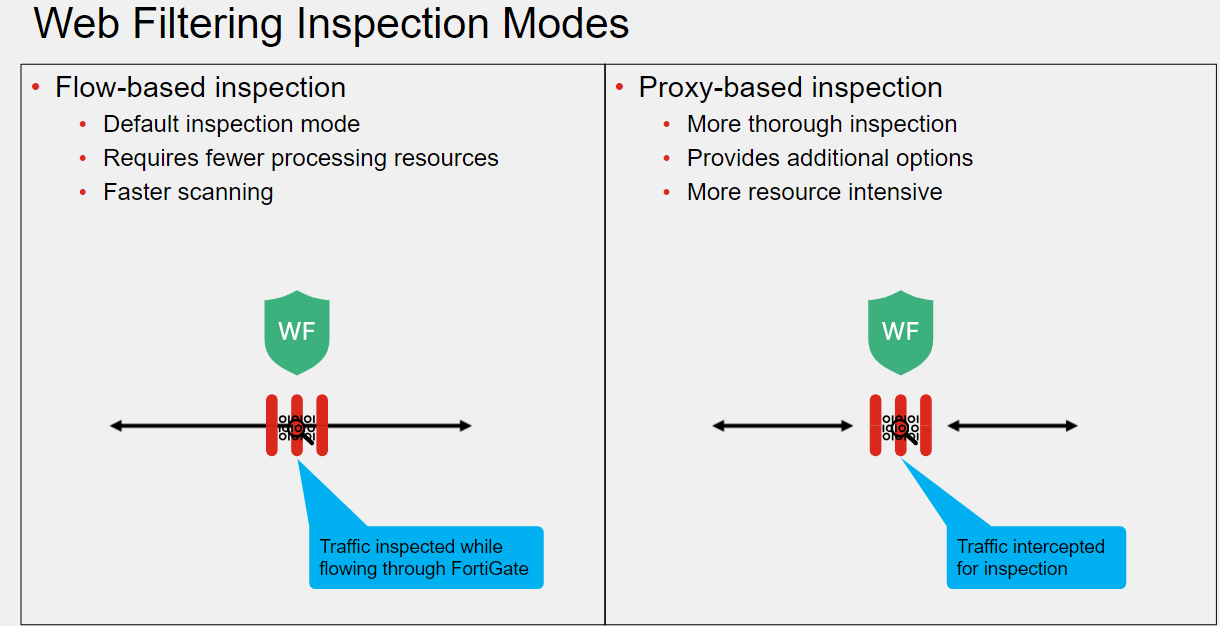 Web Filtering Inspection Modes
• Flow-based inspection
• Default inspection mode
• Requires fewer processing resources
• Faster scanning
WF
Traffic inspected while
flowing through FortiGate
• Proxy-based inspection
• More thorough inspection
• Provides additional options
• More resource intensive
WF
Traffic intercepted
for inspection